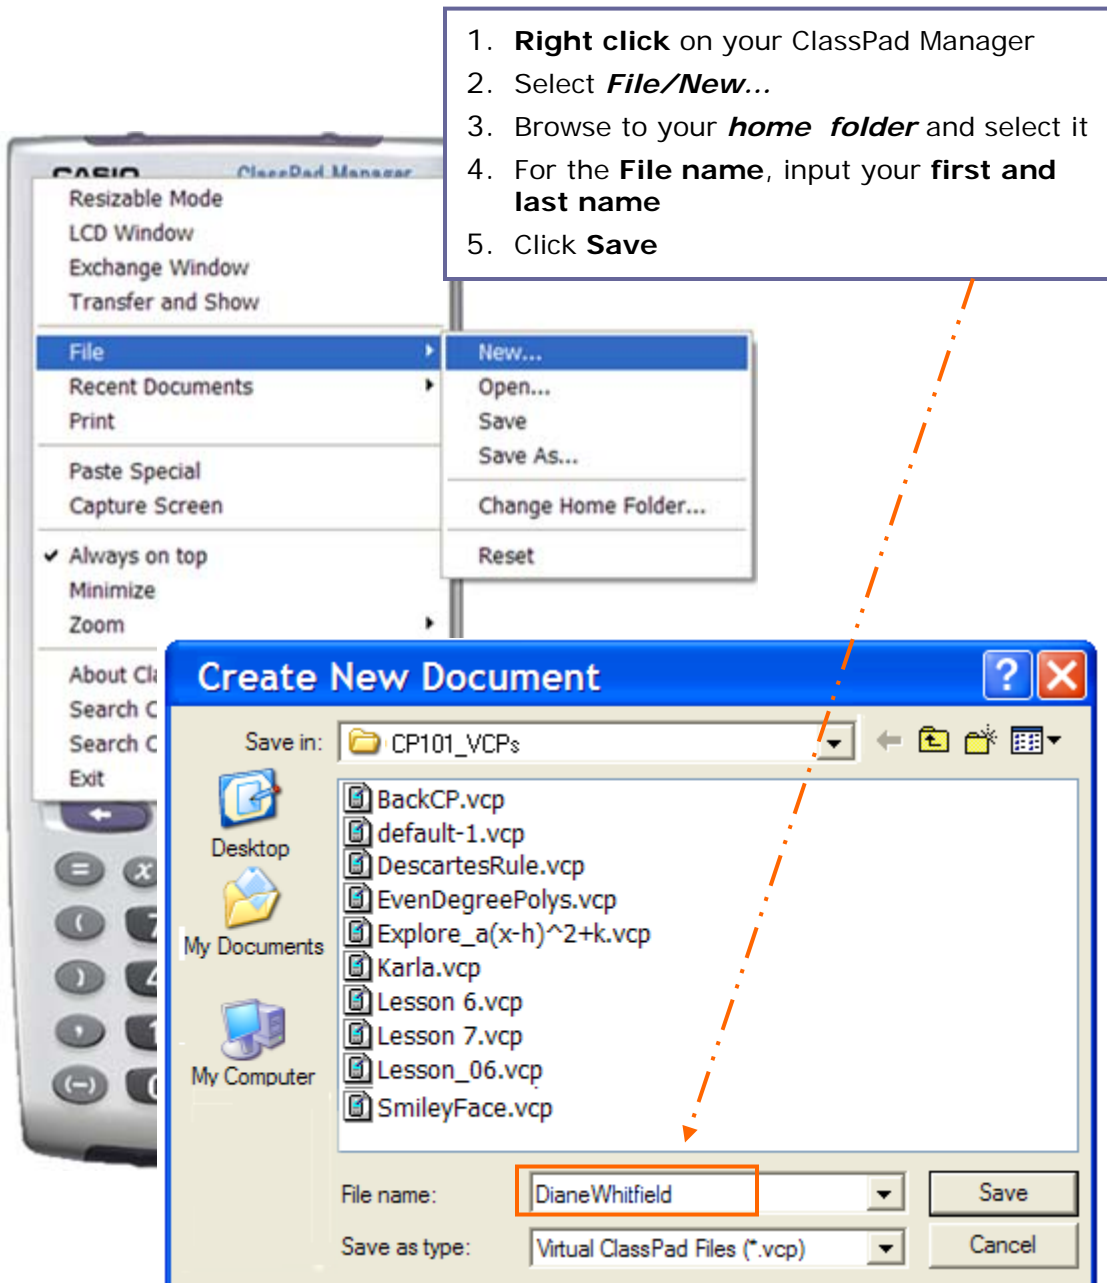 1. Right click on your ClassPad Manager
2. Select File/New...
3. Browse to your home folder and select it
4. For the File name, input your first and
last name
5. Click Save
CASIO ClassPad Manager
Resizable Mode
LCD Window
Exchange Window
Transfer and Show
File
Recent Documents
Print
Paste Special
Capture Screen
Always on top
Minimize
Zoom
About Cla
Search C
Search C
Exit
New...
Open...
Save
Save As...
Change Home Folder...
Reset
Create New Document
Save in: CP101_VCPs
Desktop
My Documents
My Computer
BackCP.vcp
default-1.vcp
DescartesRule.vcp
EvenDegreePolys.vcp
Explore_a(x-h)^2+k.vcp
Karla.vcp
Lesson 6.vcp
Lesson 7.vcp
Lesson_06.vcp
SmileyFace.vcp
File name: DianeWhitfield Save
Save as type: Virtual ClassPad Files (*.vcp) Cancel
= x
( 7
)
,
(-)